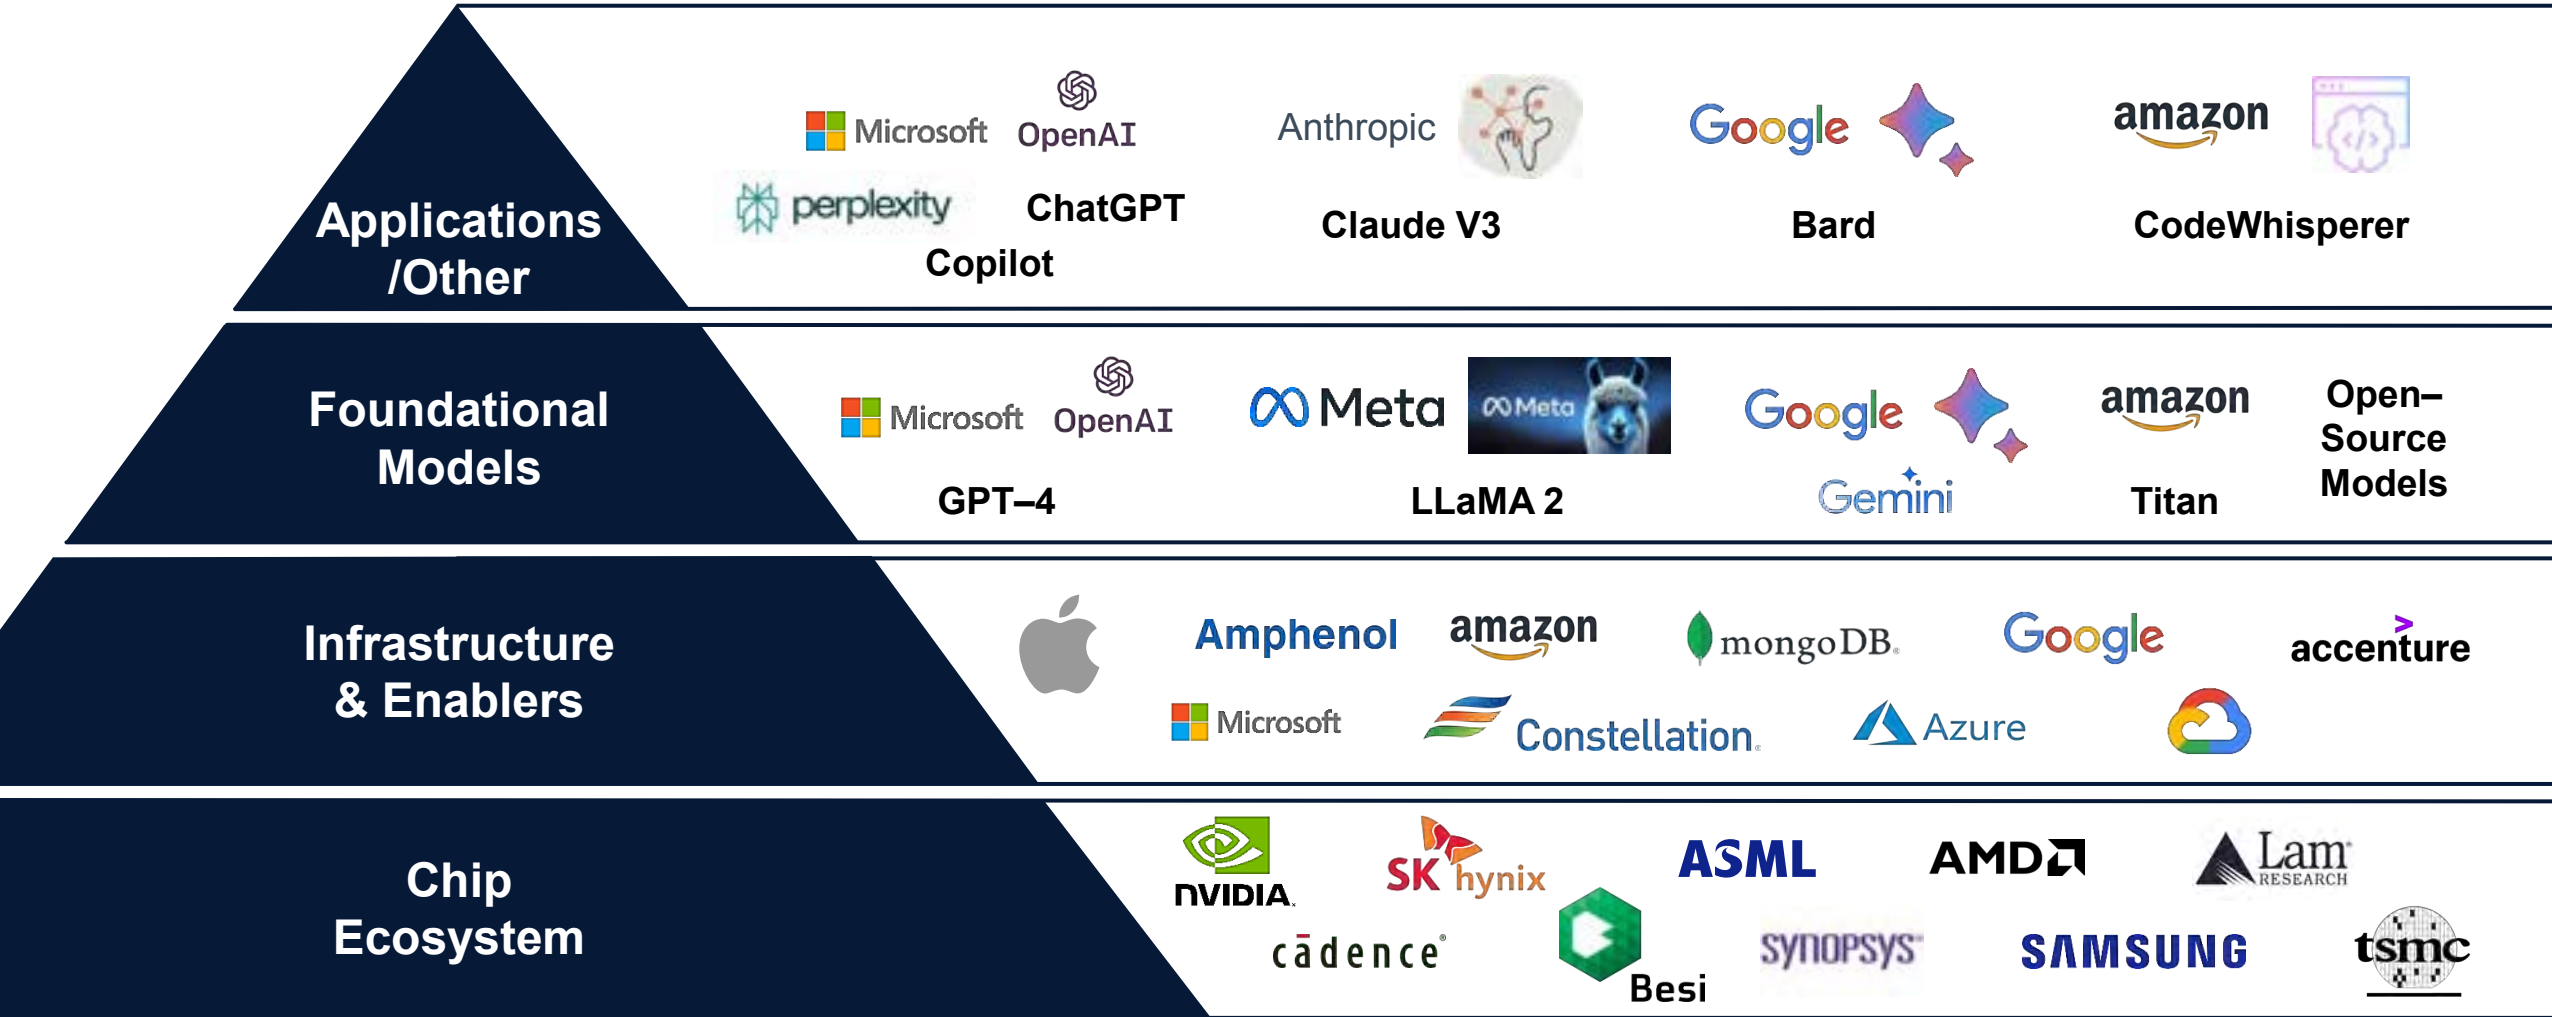 Applications
/Other
Microsoft
OpenAI
perplexity
ChatGPT
Copilot
Anthropic
Claude V3
Google
Bard
amazon
</>
CodeWhisperer
Foundational
Models
Microsoft
OpenAI
GPT–4
Meta
Meta
LLaMA 2
Google
Gemini
amazon
Titan
Open–
Source
Models
Infrastructure
& Enablers
Amphenol
amazon
mongoDB®
Google
accenture
Microsoft
Constellation®
Azure
Chip
Ecosystem
NVIDIA
SK hynix
ASML
AMD
Lam
RESEARCH
cādence®
Besi
SYNOPSYS
SAMSUNG
tsmc